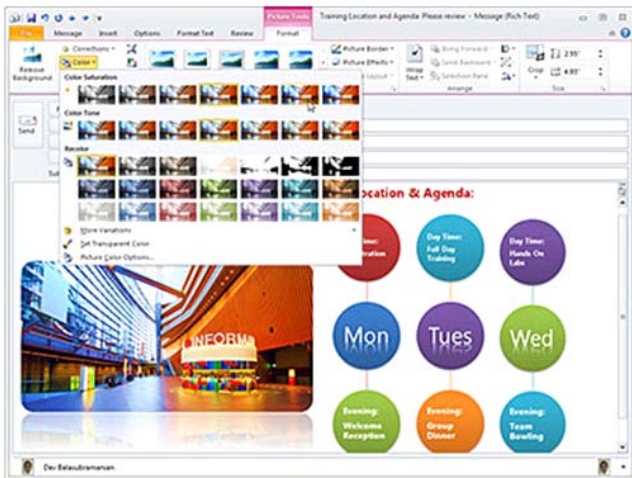 Picture Tools
Training Location and Agenda: Please review - Message (Rich Text)
File
Message
Insert
Options
Format Text
Review
Format
Remove Background
Corrections
Color
Picture Border
Picture Effects
Layout
Wrap Text
Bring Forward
Send Backward
Selection Pane
Arrange
Crop
2.95"
4.93"
Size
Color Saturation
Color Tone
Recolor
More Variations
Set Transparent Color
Picture Color Options...
Send
ocation & Agenda:
Day Time:
Full Day
Training
Day Time:
Hands On
Labs
Mon
Tues
Wed
INFORM
Evening:
Welcome
Reception
Evening:
Group
Dinner
Evening:
Team
Bowling
Dev Balasubramanian